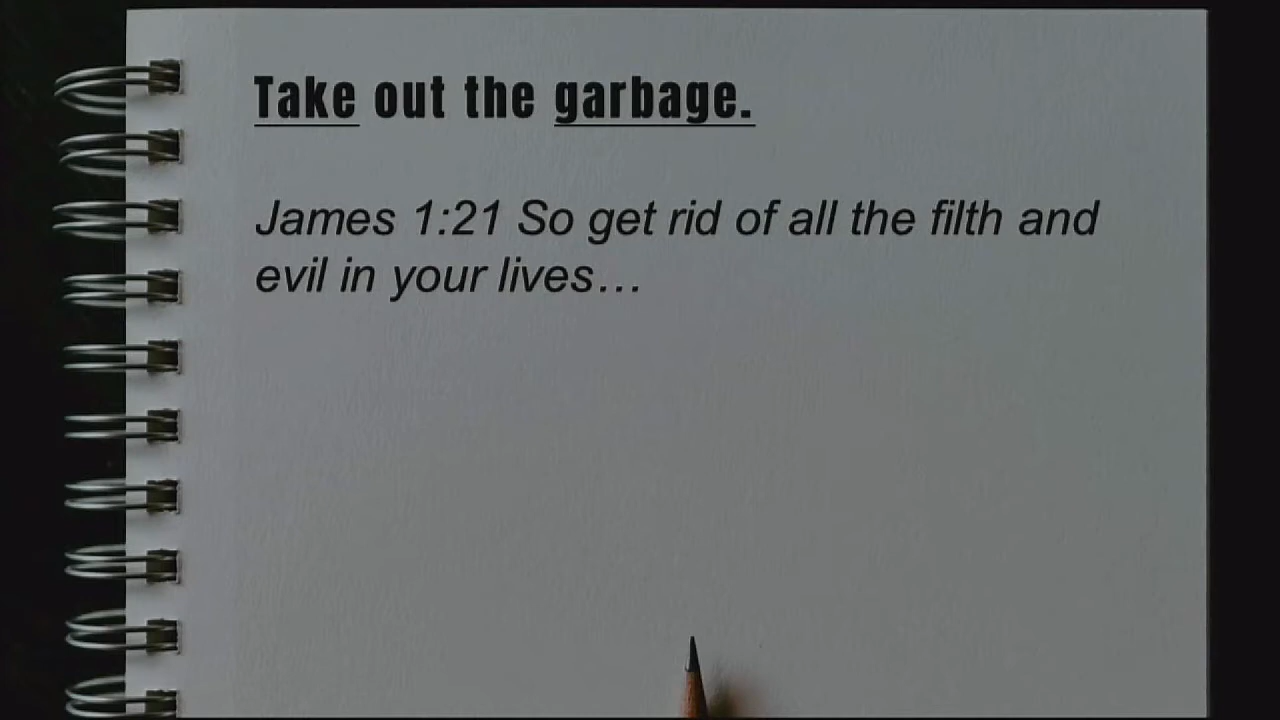 Take out the garbage.
James 1:21 So get rid of all the filth and
evil in your lives…